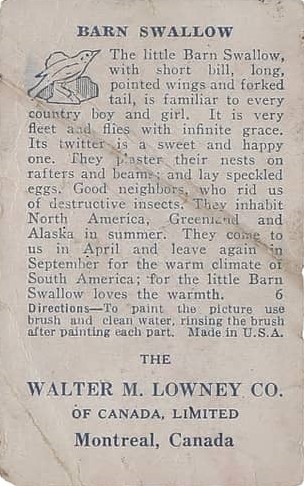 BARN SWALLOW
The little Barn Swallow,
with short bill, long,
pointed wings and forked
tail, is familiar to every
country boy and girl. It is very
fleet and flies with infinite grace.
Its twitter is a sweet and happy
one. They plaster their nests on
rafters and beams; and lay speckled
eggs. Good neighbors, who rid us
of destructive insects. They inhabit
North America, Greenland and
Alaska in summer. They come to
us in April and leave again in
September for the warm climate of
South America; for the little Barn
Swallow loves the warmth. 6
Directions—To paint the picture use
brush and clean water, rinsing the brush
after painting each part. Made in U.S.A.
THE
WALTER M. LOWNEY CO.
OF CANADA, LIMITED
Montreal, Canada